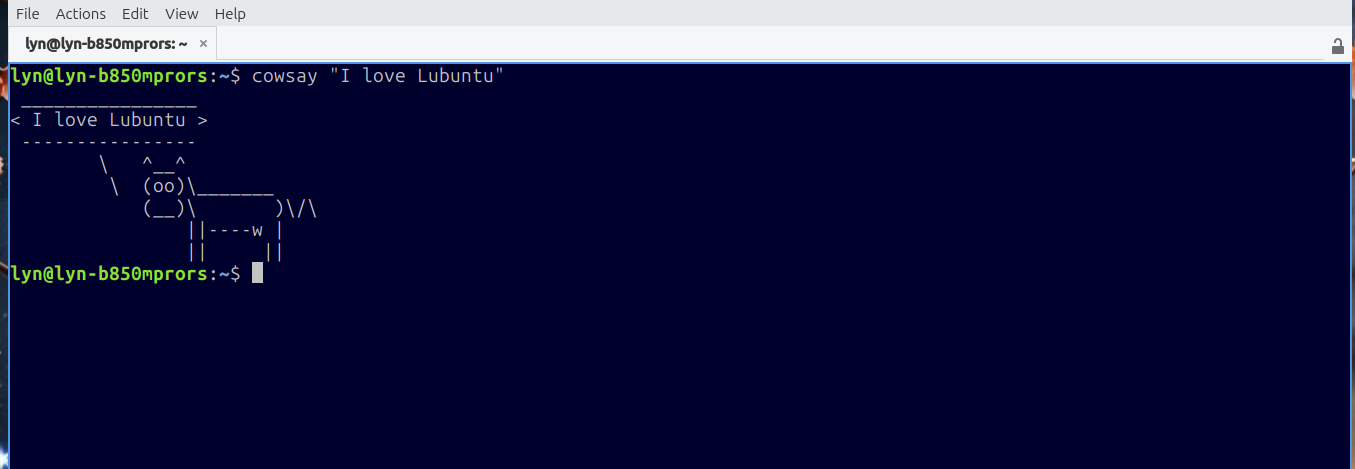 File Actions Edit View Help
lyn@lyn-b850mprors: ~ ×
lyn@lyn-b850mprors:~$ cowsay "I love Lubuntu"
 _________________
< I love Lubuntu >
 ----------------
        \   ^__^
         \  (oo)\_______
            (__)\       )\/\
                ||----w |
                ||     ||
lyn@lyn-b850mprors:~$